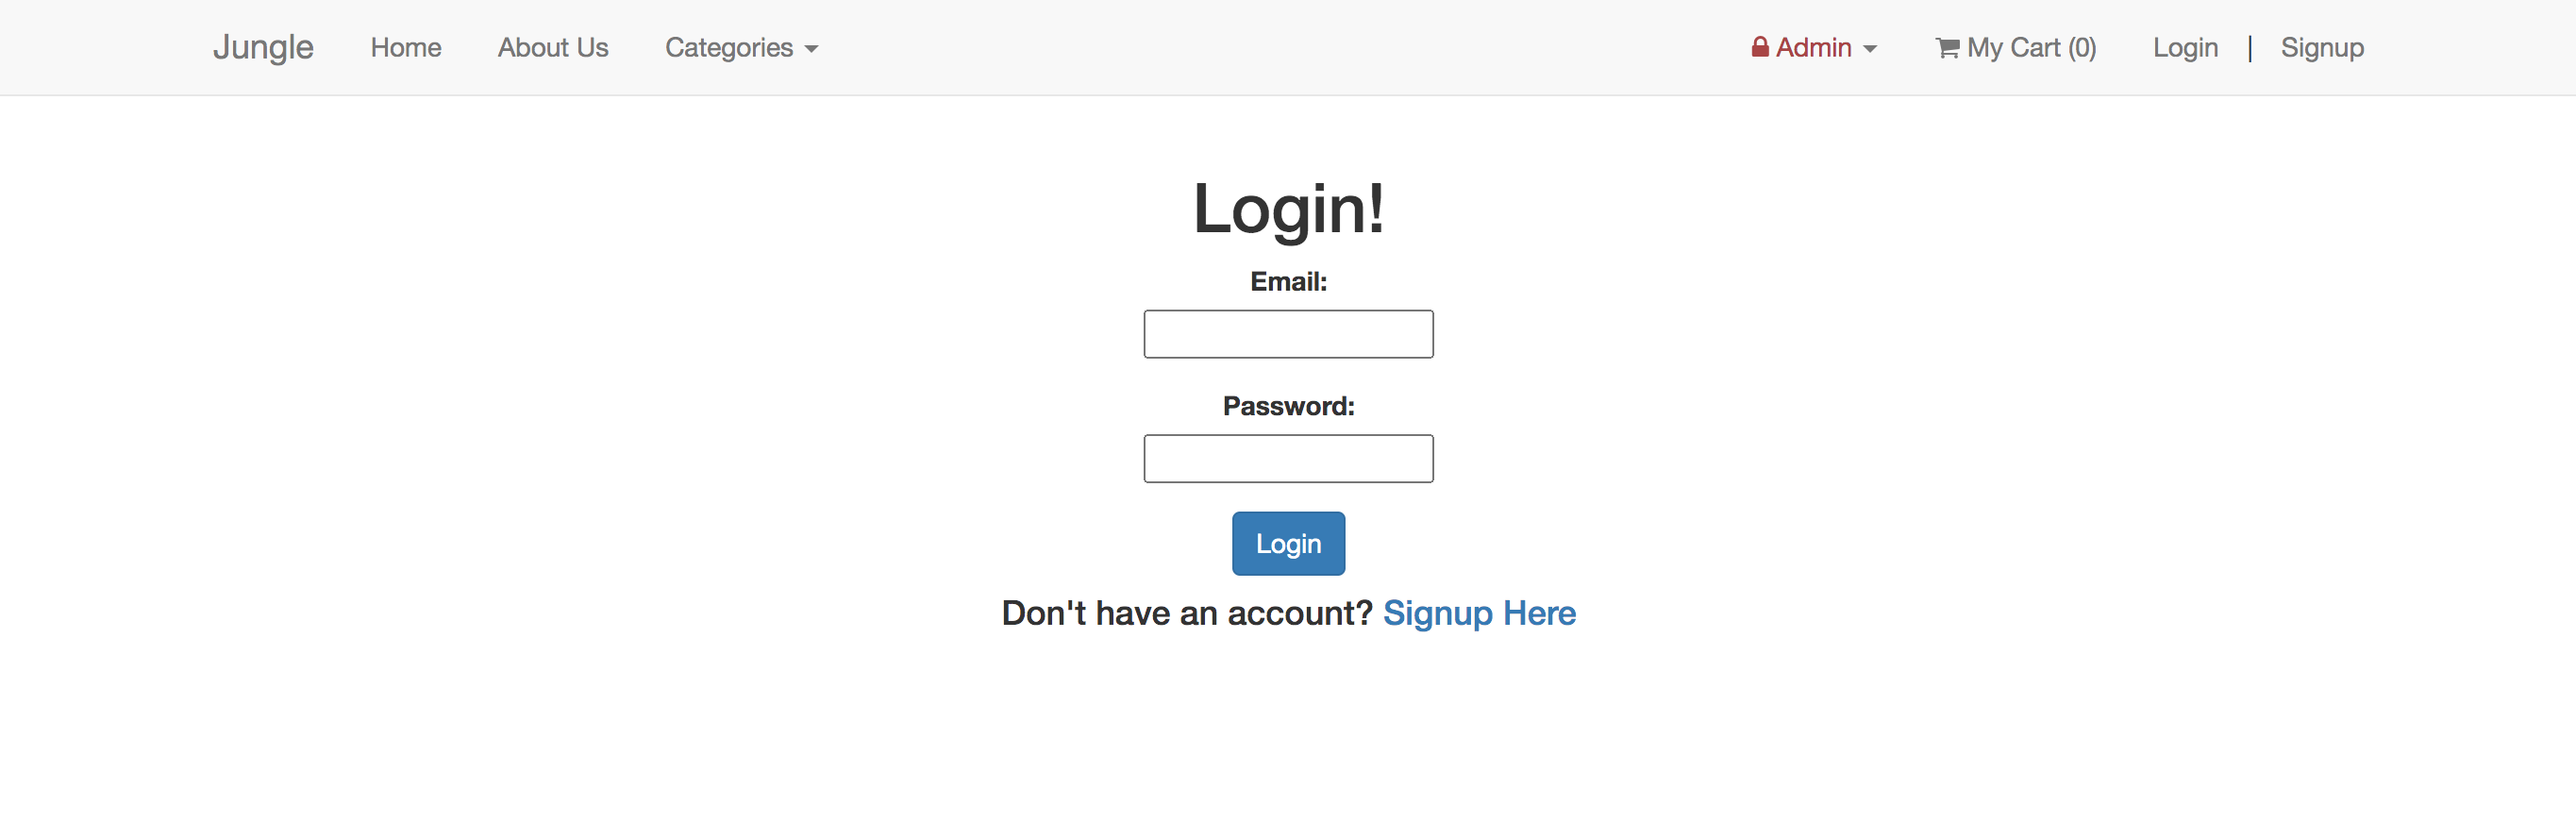 Jungle Home About Us Categories Admin My Cart (0) Login | Signup
Login!
Email:
Password:
Login
Don't have an account? Signup Here